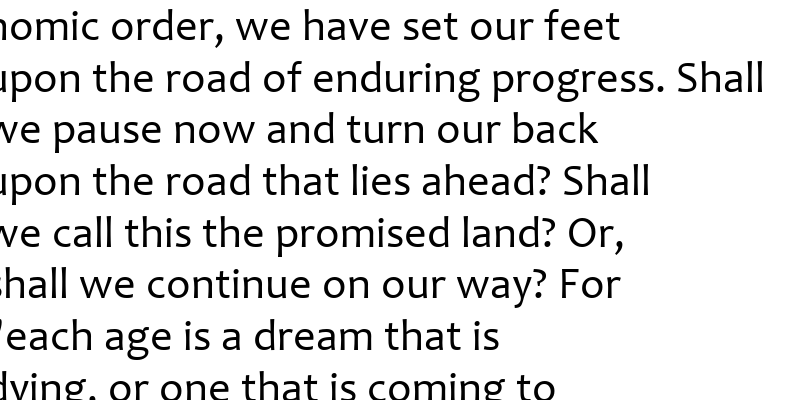 nomic order, we have set our feet
upon the road of enduring progress. Shall
we pause now and turn our back
upon the road that lies ahead? Shall
we call this the promised land? Or,
shall we continue on our way? For
"each age is a dream that is
dying, or one that is coming to